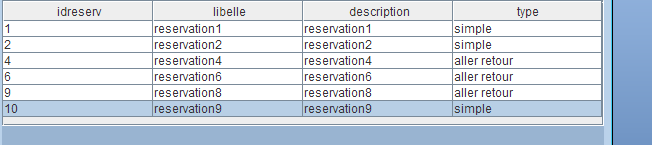 idreserv libelle description type
1 reservation1 reservation1 simple
2 reservation2 reservation2 simple
4 reservation4 reservation4 aller retour
6 reservation6 reservation6 aller retour
9 reservation8 reservation8 aller retour
10 reservation9 reservation9 simple